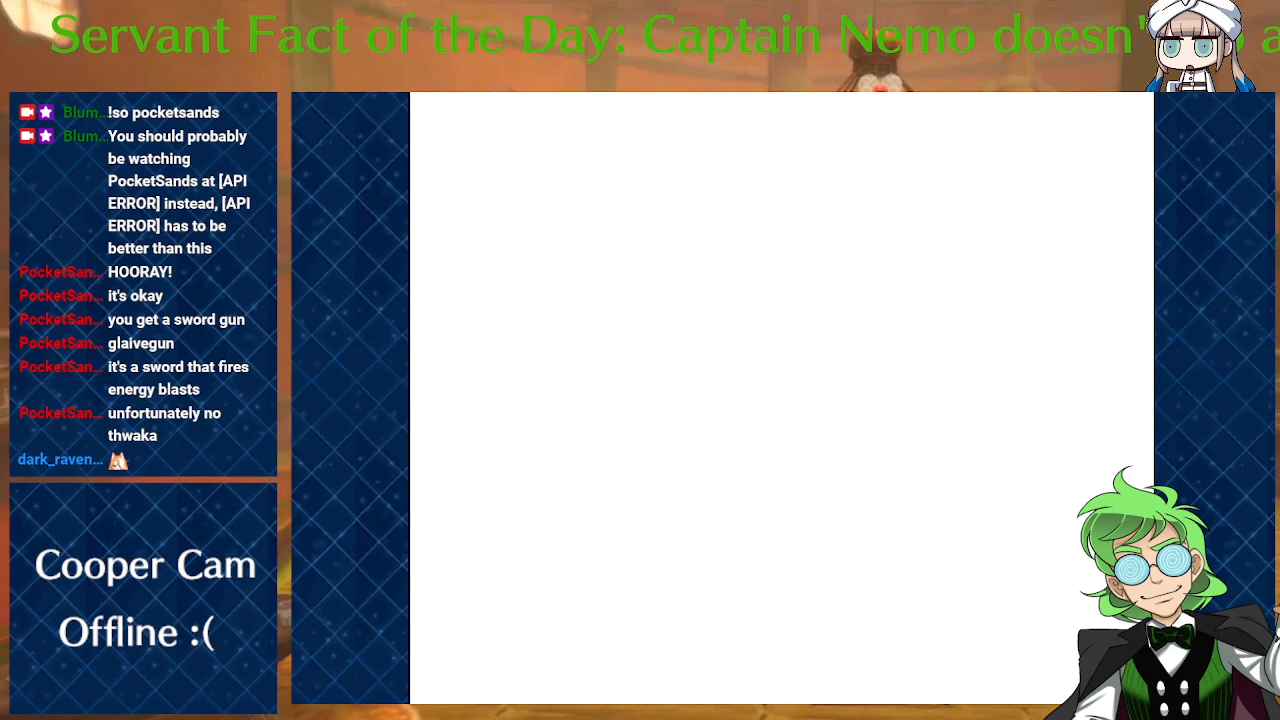 Servant Fact of the Day: Captain Nemo doesn'
Blum... !so pocketsands
Blum... You should probably
be watching
PocketSands at [API
ERROR] instead, [API
ERROR] has to be
better than this
PocketSan... HOORAY!
PocketSan... it's okay
PocketSan... you get a sword gun
PocketSan... glaivegun
PocketSan... it's a sword that fires
energy blasts
PocketSan... unfortunately no
thwaka
dark_raven...
Cooper Cam
Offline :(